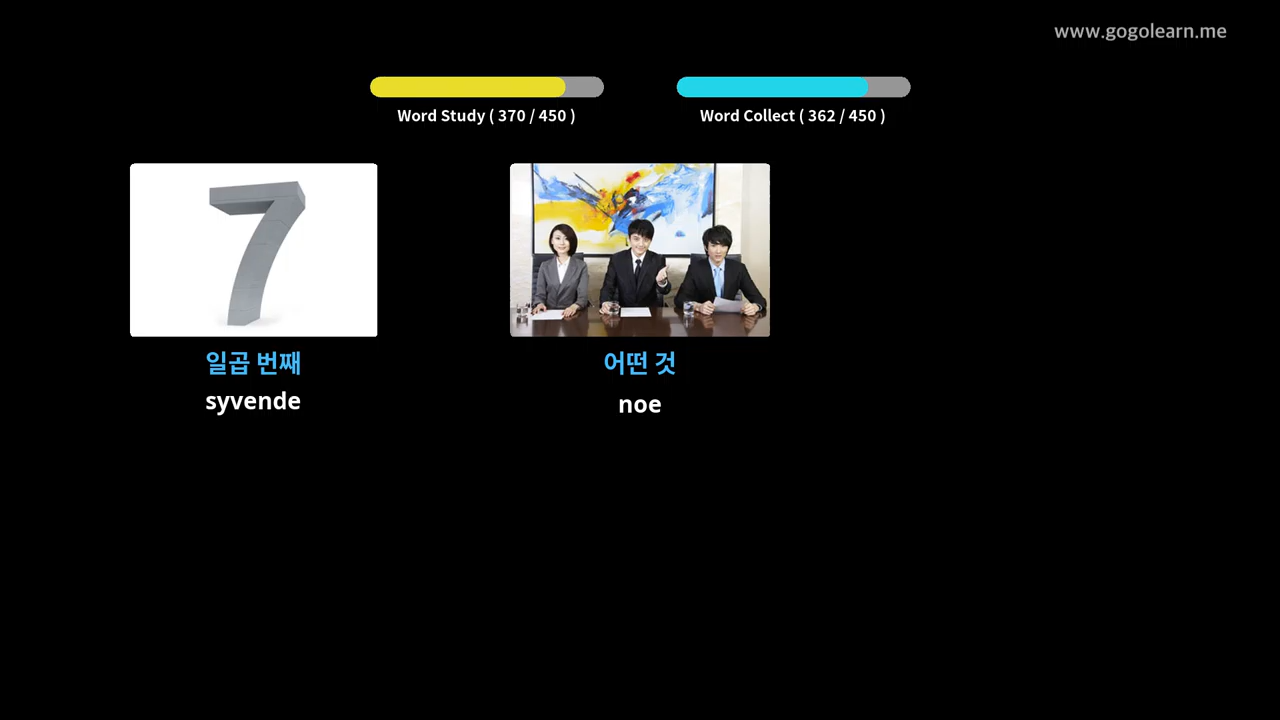 www.gogolearn.me
Word Study ( 370 / 450 )
Word Collect ( 362 / 450 )
7
일곱 번째
syvende
어떤 것
noe